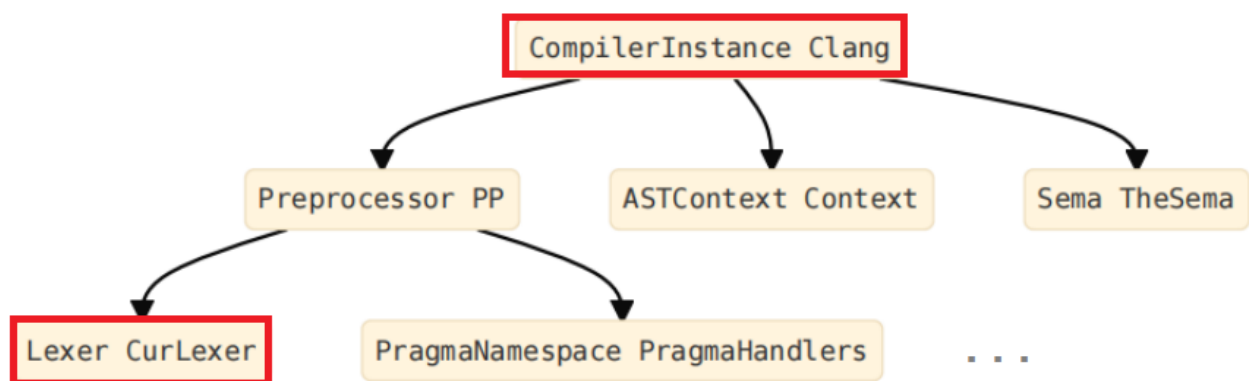 CompilerInstance Clang
Preprocessor PP
ASTContext Context
Sema TheSema
Lexer CurLexer
PragmaNamespace PragmaHandlers
...